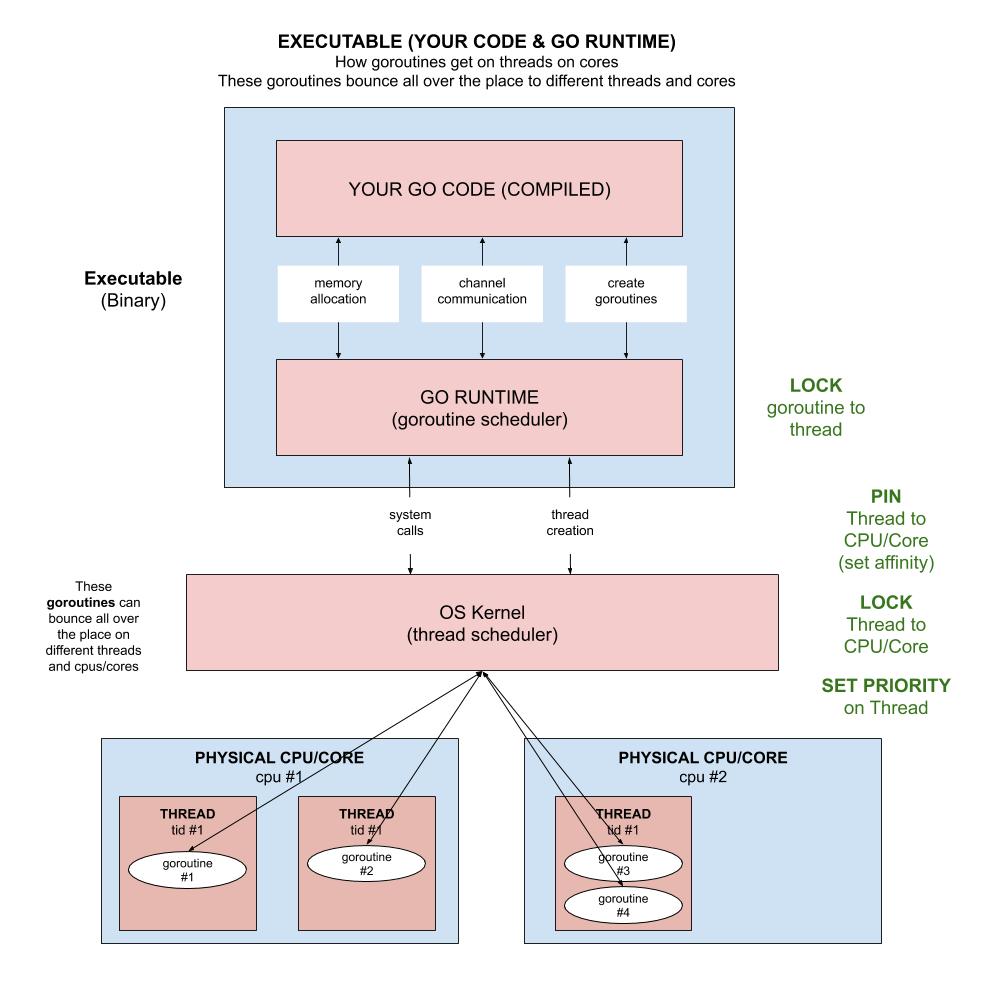 EXECUTABLE (YOUR CODE & GO RUNTIME)
How goroutines get on threads on cores
These goroutines bounce all over the place to different threads and cores
YOUR GO CODE (COMPILED)
Executable
(Binary)
memory
allocation
channel
communication
create
goroutines
GO RUNTIME
(goroutine scheduler)
LOCK
goroutine to
thread
system
calls
thread
creation
PIN
Thread to
CPU/Core
(set affinity)
These
goroutines can
bounce all over
the place on
different threads
and cpus/cores
OS Kernel
(thread scheduler)
LOCK
Thread to
CPU/Core
SET PRIORITY
on Thread
PHYSICAL CPU/CORE
cpu #1
THREAD
tid #1
goroutine
#1
THREAD
tid #1
goroutine
#2
PHYSICAL CPU/CORE
cpu #2
THREAD
tid #1
goroutine
#3
goroutine
#4